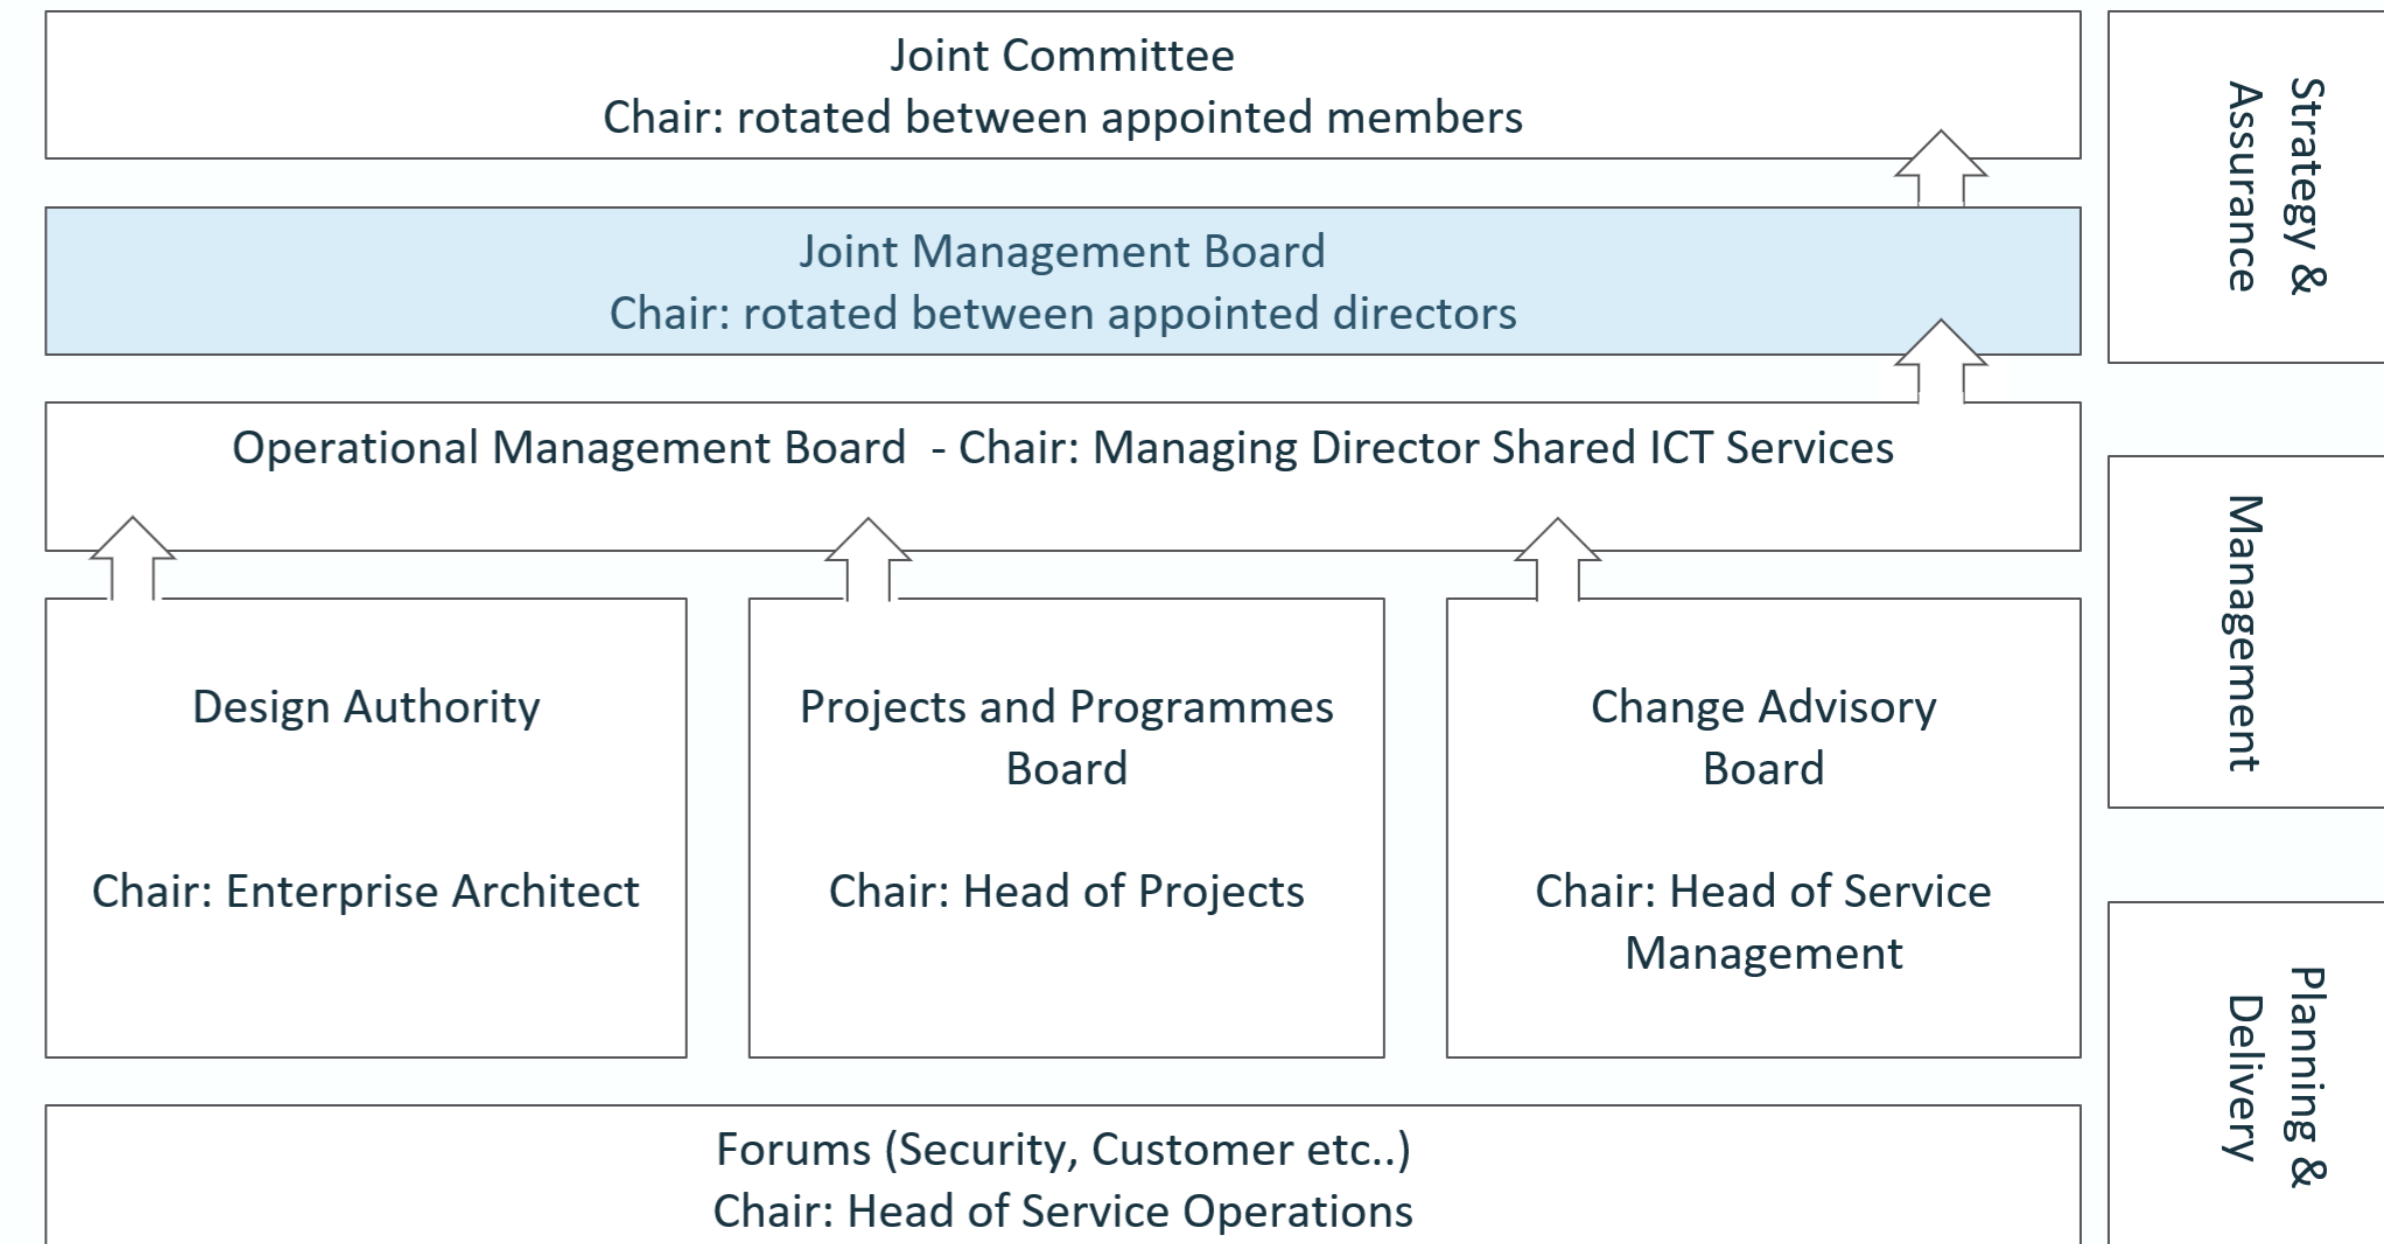 Joint Committee
Chair: rotated between appointed members
Joint Management Board
Chair: rotated between appointed directors
Operational Management Board  - Chair: Managing Director Shared ICT Services
Design Authority
Chair: Enterprise Architect
Projects and Programmes
Board
Chair: Head of Projects
Change Advisory
Board
Chair: Head of Service
Management
Forums (Security, Customer etc..)
Chair: Head of Service Operations
Strategy &
Assurance
Management
Planning &
Delivery